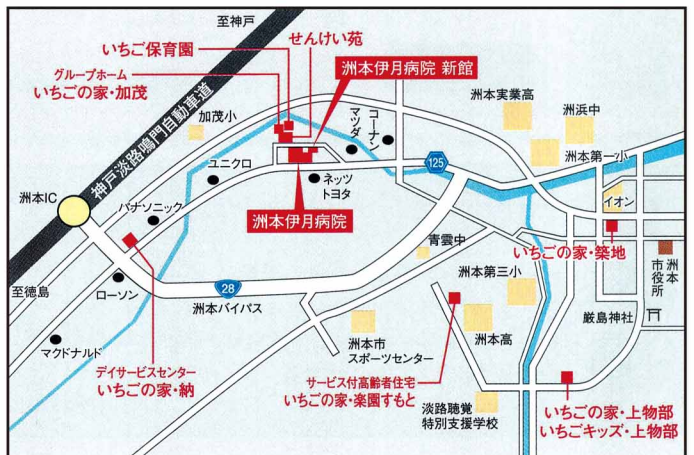 至神戸
いちご保育園
せんけい苑
グループホーム
いちごの家・加茂
洲本伊月病院 新館
神戸淡路鳴門自動車道
加茂小
マツダ
コーナン
洲本実業高
洲浜中
洲本第一小
ユニクロ
125
洲本IC
パナソニック
ネッツ
トヨタ
イオン
洲本伊月病院
青雲中
いちごの家・築地
洲本
市役所
至徳島
ローソン
28
洲本バイパス
洲本第三小
厳島神社
マクドナルド
洲本市
スポーツセンター
洲本高
デイサービスセンター
いちごの家・納
サービス付高齢者住宅
いちごの家・楽園すもと
淡路聴覚
特別支援学校
いちごの家・上物部
いちごキッズ・上物部